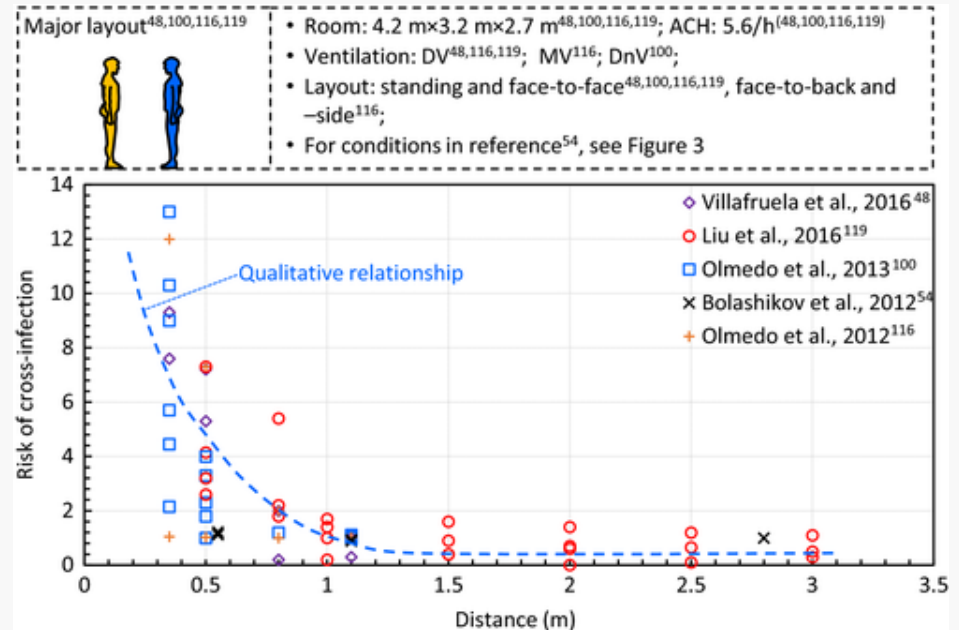 Major layout48,100,116,119
• Room: 4.2 m×3.2 m×2.7 m48,100,116,119; ACH: 5.6/h(48,100,116,119)
• Ventilation: DV48,116,119; MV116; DnV100;
• Layout: standing and face-to-face48,100,116,119, face-to-back and
–side116;
• For conditions in reference54, see Figure 3
14
12
10
8
6
4
2
0
Risk of cross-infection
Qualitative relationship
Villafruela et al., 201648
Liu et al., 2016119
Olmedo et al., 2013100
Bolashikov et al., 201254
Olmedo et al., 2012116
0 0.5 1 1.5 2 2.5 3 3.5
Distance (m)